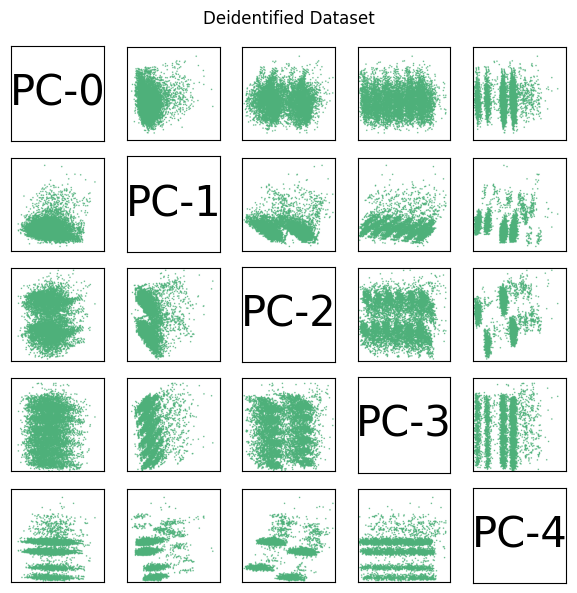 Deidentified Dataset
PC-0
PC-1
PC-2
PC-3
PC-4